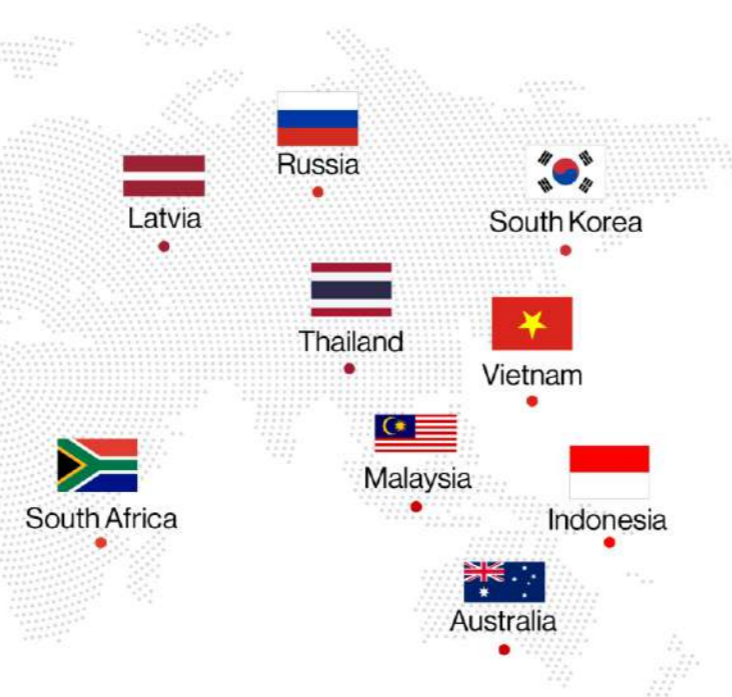 Russia
Latvia
South Korea
Thailand
Vietnam
Malaysia
South Africa
Indonesia
Australia